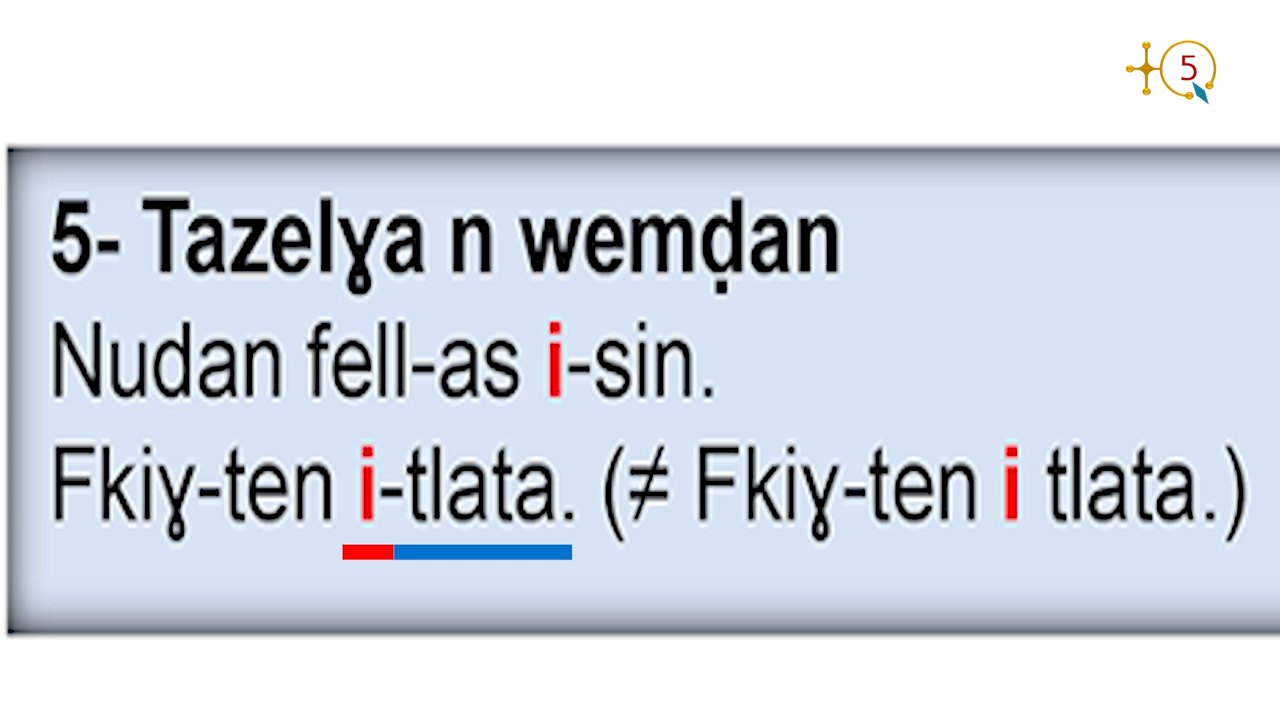 5
5- Tazelɣa n wemḍan
Nudan fell-as i-sin.
Fkiɣ-ten i-tlata. (≠ Fkiɣ-ten i tlata.)